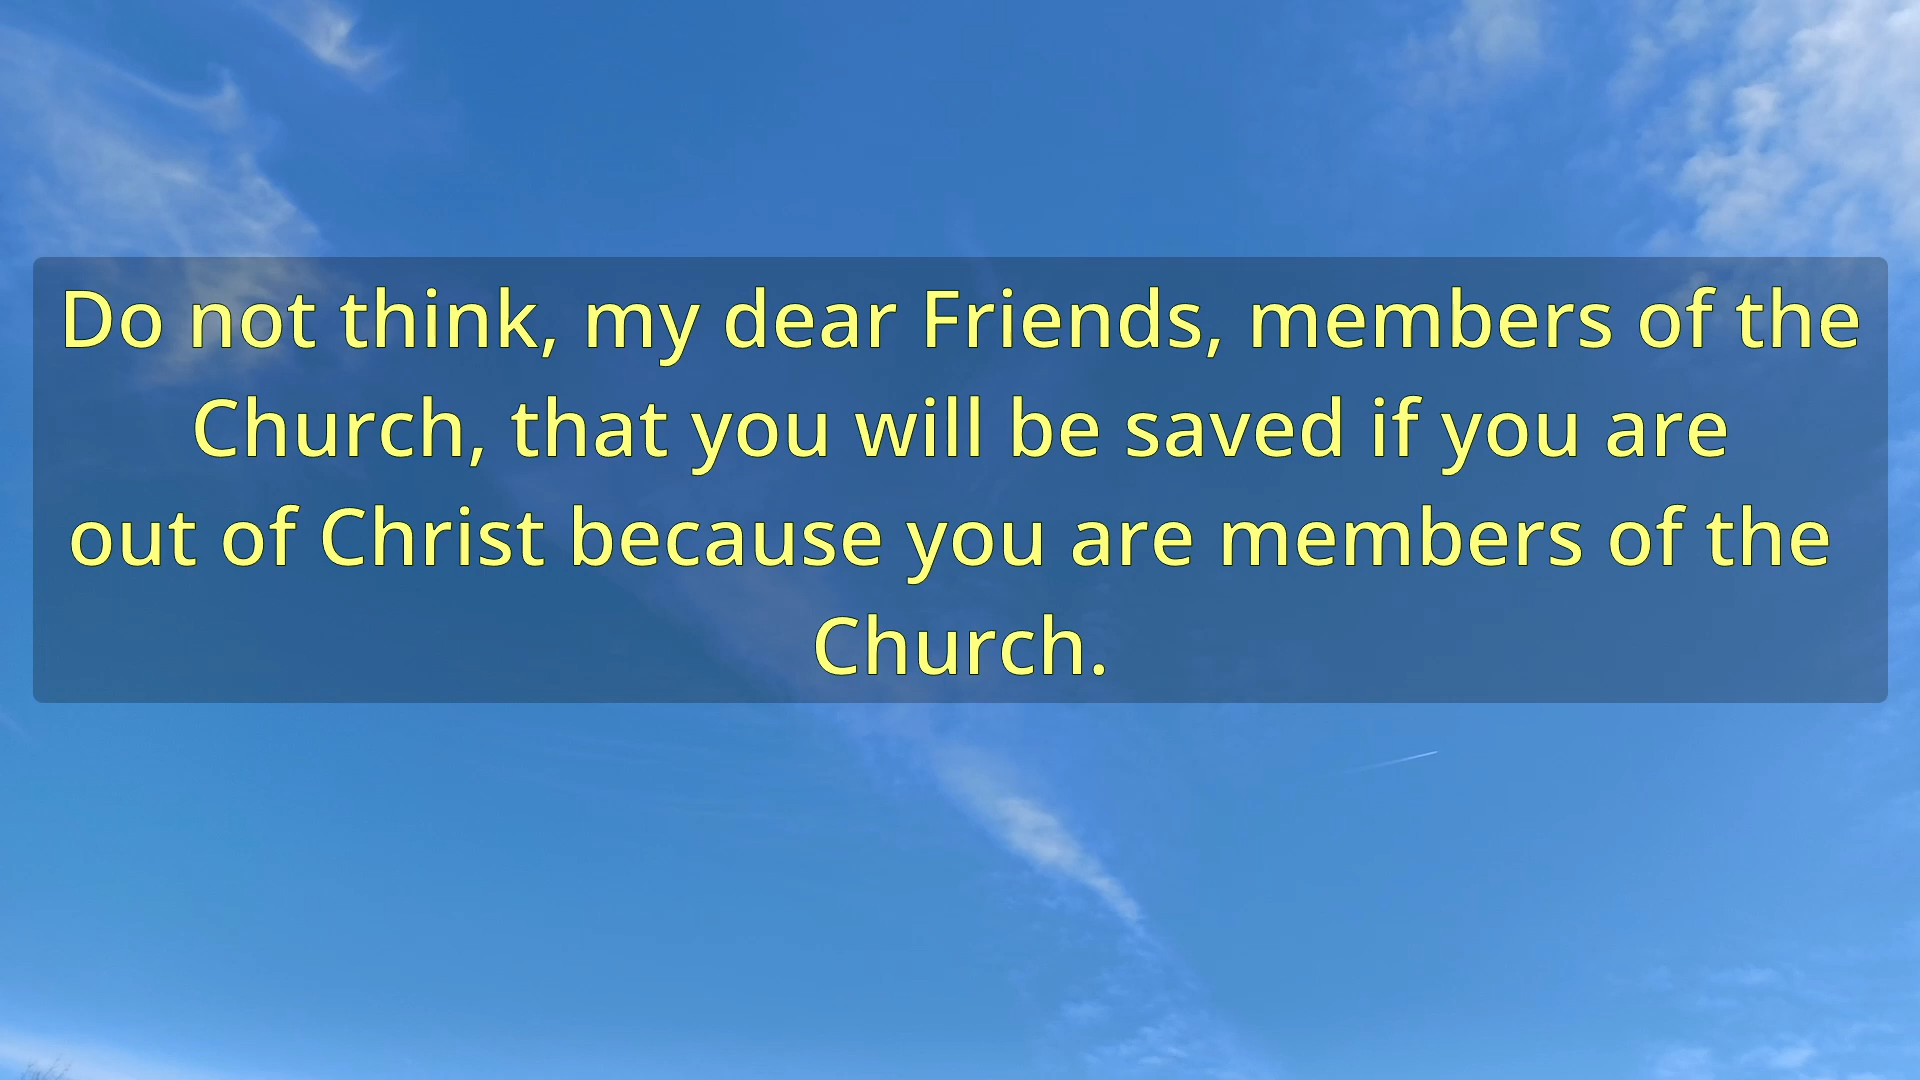 Do not think, my dear Friends, members of the
Church, that you will be saved if you are
out of Christ because you are members of the
Church.